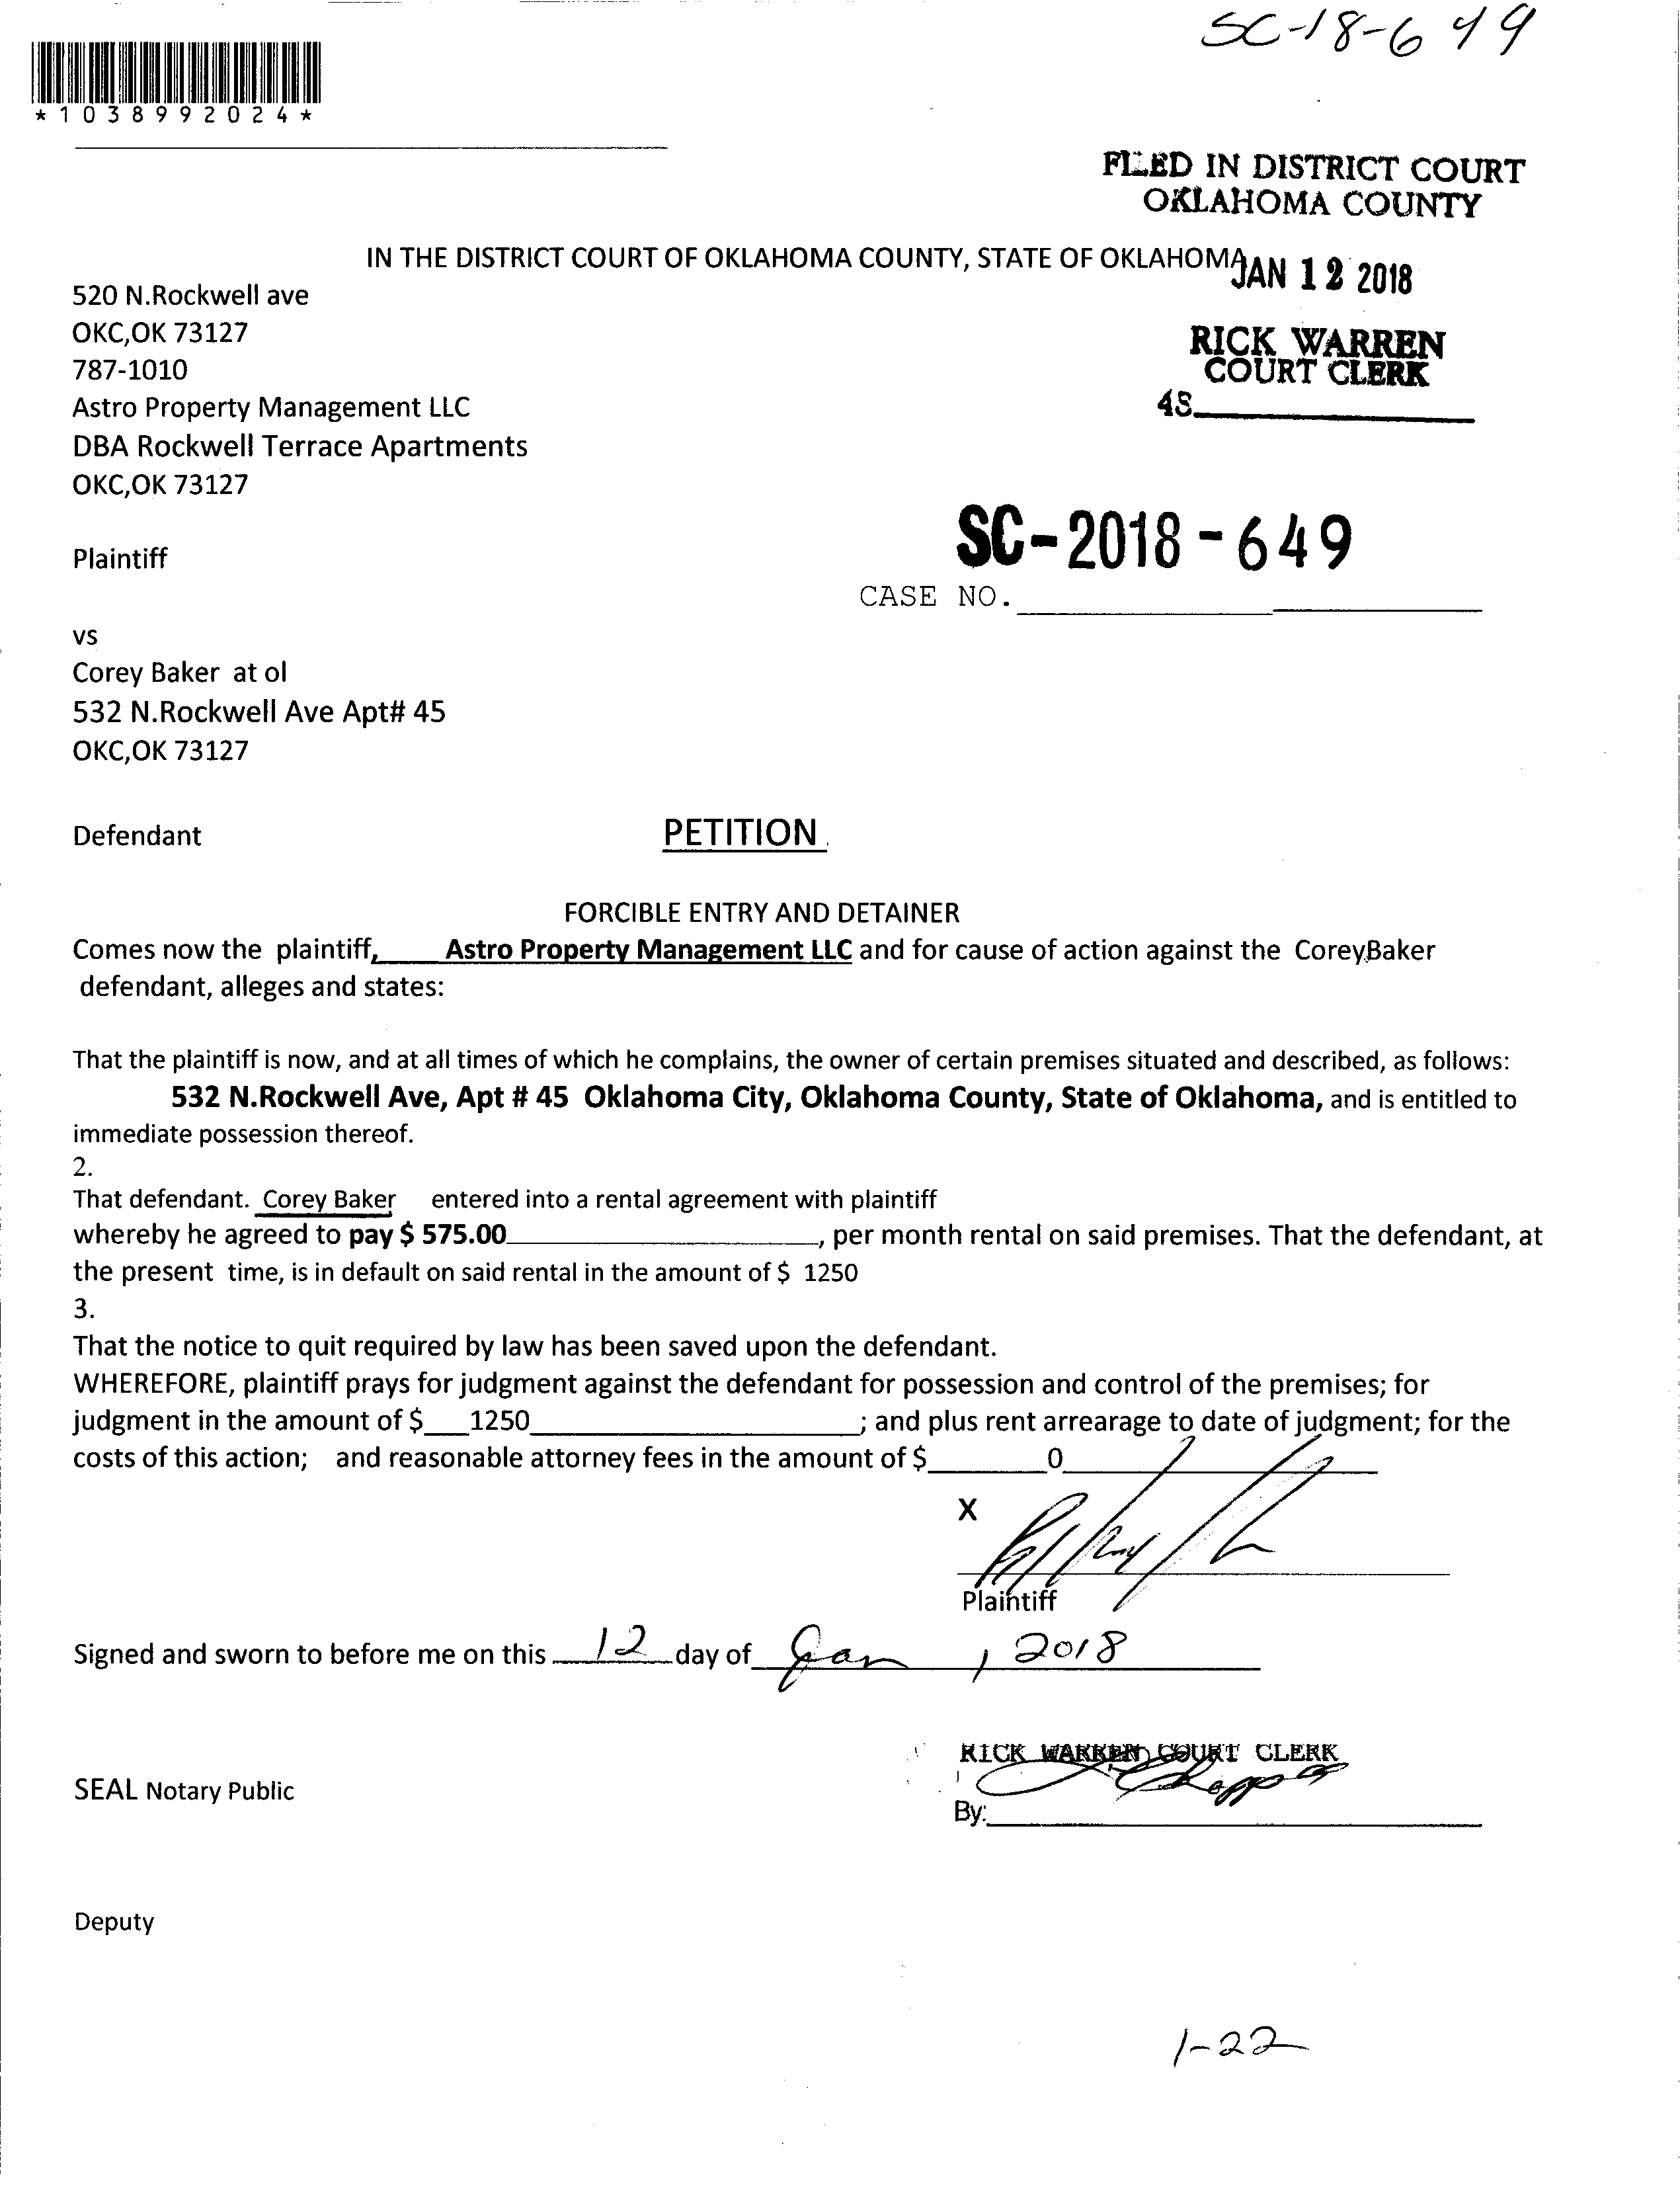 SC-18-649
*1038992024*
FILED IN DISTRICT COURT
OKLAHOMA COUNTY
IN THE DISTRICT COURT OF OKLAHOMA COUNTY, STATE OF OKLAHOMA
JAN 12 2018
520 N.Rockwell ave
OKC,OK 73127
787-1010
RICK WARREN
COURT CLERK
Astro Property Management LLC
48
DBA Rockwell Terrace Apartments
OKC,OK 73127
SC-2018-649
Plaintiff
CASE NO.
vs
Corey Baker at ol
532 N.Rockwell Ave Apt# 45
OKC,OK 73127
Defendant
PETITION
FORCIBLE ENTRY AND DETAINER
Comes now the plaintiff, Astro Property Management LLC and for cause of action against the CoreyBaker
defendant, alleges and states:
That the plaintiff is now, and at all times of which he complains, the owner of certain premises situated and described, as follows:
532 N.Rockwell Ave, Apt # 45 Oklahoma City, Oklahoma County, State of Oklahoma, and is entitled to
immediate possession thereof.
2.
That defendant. Corey Baker entered into a rental agreement with plaintiff
whereby he agreed to pay $ 575.00, per month rental on said premises. That the defendant, at
the present time, is in default on said rental in the amount of $ 1250
3.
That the notice to quit required by law has been saved upon the defendant.
WHEREFORE, plaintiff prays for judgment against the defendant for possession and control of the premises; for
judgment in the amount of $ 1250 ; and plus rent arrearage to date of judgment; for the
costs of this action; and reasonable attorney fees in the amount of $ 0
X
Plaintiff
Signed and sworn to before me on this 12 day of Jan, 2018
RICK WARREN COURT CLERK
SEAL Notary Public
By:
Deputy
1-22